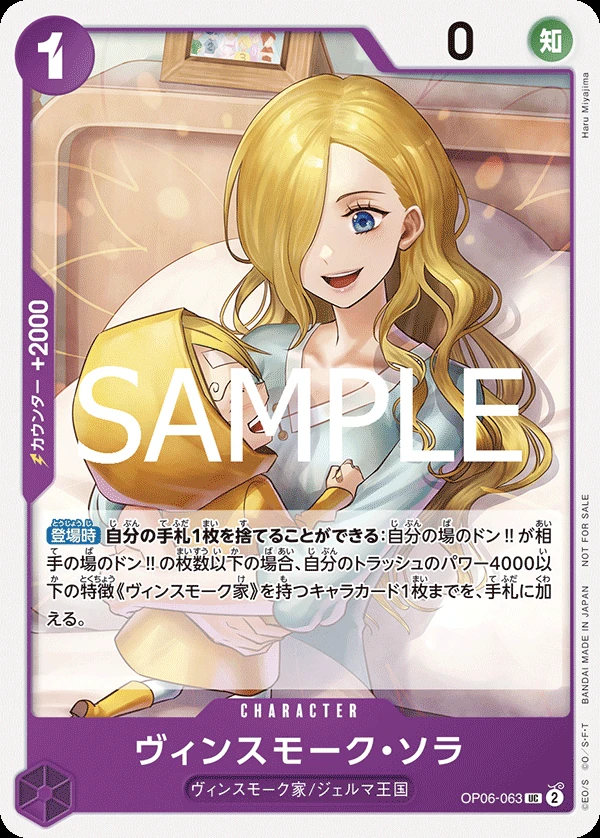 1
0
知
Haru Miyajima
カウンター +2000
SAMPLE
登場時 自分の手札1枚を捨てることができる:自分の場のドン!!が相
手の場のドン!!の枚数以下の場合、自分のトラッシュのパワー4000以
下の特徴《ヴィンスモーク家》を持つキャラカード1枚までを、手札に加
える。
CHARACTER
ヴィンスモーク・ソラ
ヴィンスモーク家/ジェルマ王国
OP06-063 UC 2
©EO/S ©O/S・F・T BANDAI MADE IN JAPAN NOT FOR SALE